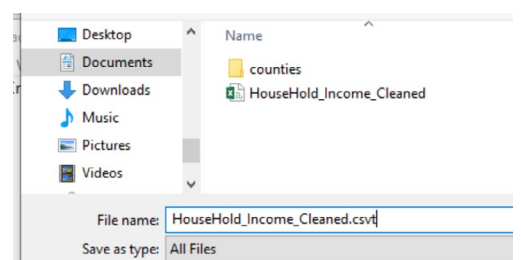 Desktop
Name
Documents
counties
Downloads
HouseHold_Income_Cleaned
Music
Pictures
Videos
File name: HouseHold_Income_Cleaned.csvt
Save as type: All Files